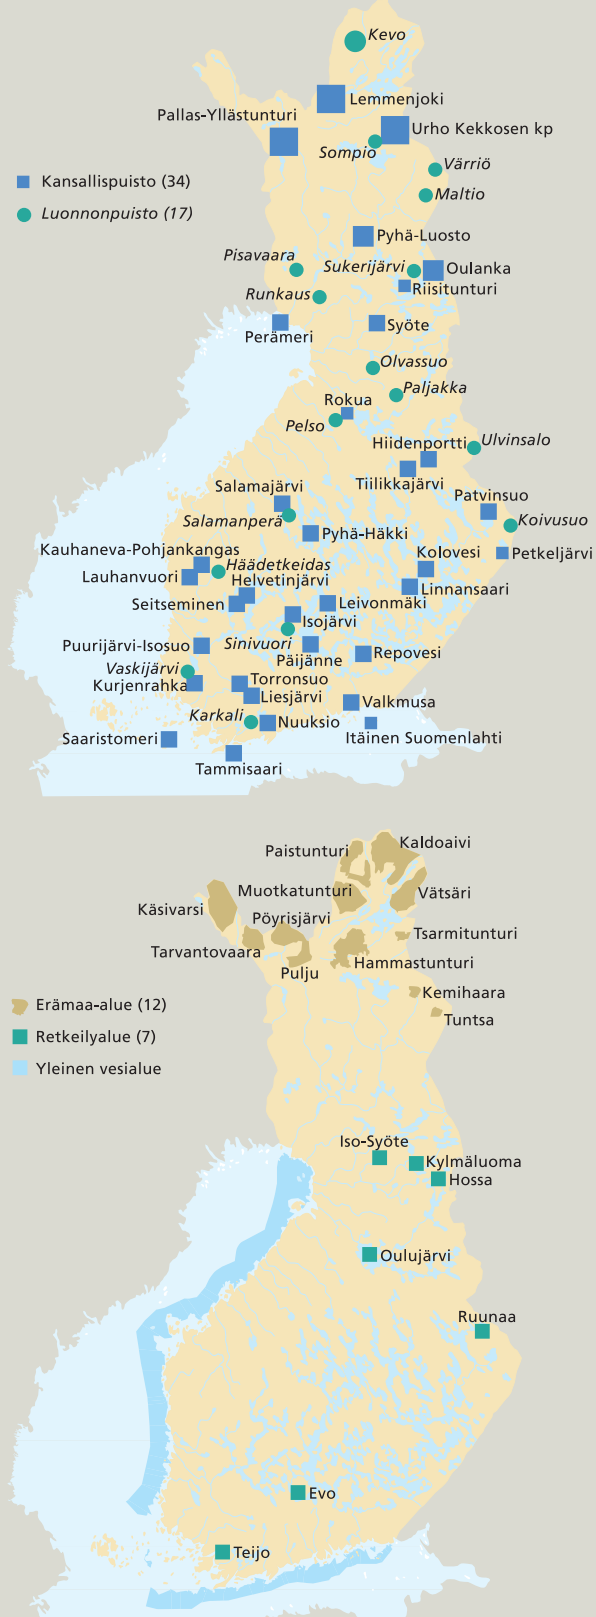 Kevo
Lemmenjoki
Pallas-Yllästunturi
Urho Kekkosen kp
Sompio
Värriö
Kansallispuisto (34)
Maltio
Luonnonpuisto (17)
Pyhä-Luosto
Pisavaara
Sukerijärvi
Oulanka
Riisitunturi
Runkaus
Syöte
Perämeri
Olvassuo
Paljakka
Rokua
Pelso
Hiidenportti
Ulvinsalo
Tiilikkajärvi
Salamajärvi
Patvinsuo
Salamanperä
Koivusuo
Pyhä-Häkki
Kauhaneva-Pohjankangas
Petkeljärvi
Kolovesi
Häädetkeidas
Lauhanvuori
Helvetinjärvi
Linnansaari
Seitseminen
Leivonmäki
Isojärvi
Puurijärvi-Isosuo
Sinivuori
Päijänne
Repovesi
Vaskijärvi
Kurjenrahka
Torronsuo
Liesjärvi
Valkmusa
Karkali
Nuuksio
Saaristomeri
Itäinen Suomenlahti
Tammisaari
Kaldoaivi
Paistunturi
Muotkatunturi
Vätsäri
Käsivarsi
Pöyrisjärvi
Tsarmitunturi
Tarvantovaara
Hammastunturi
Pulju
Kemihaara
Erämaa-alue (12)
Tuntsa
Retkeilyalue (7)
Yleinen vesialue
Iso-Syöte
Kylmäluoma
Hossa
Oulujärvi
Ruunaa
Evo
Teijo